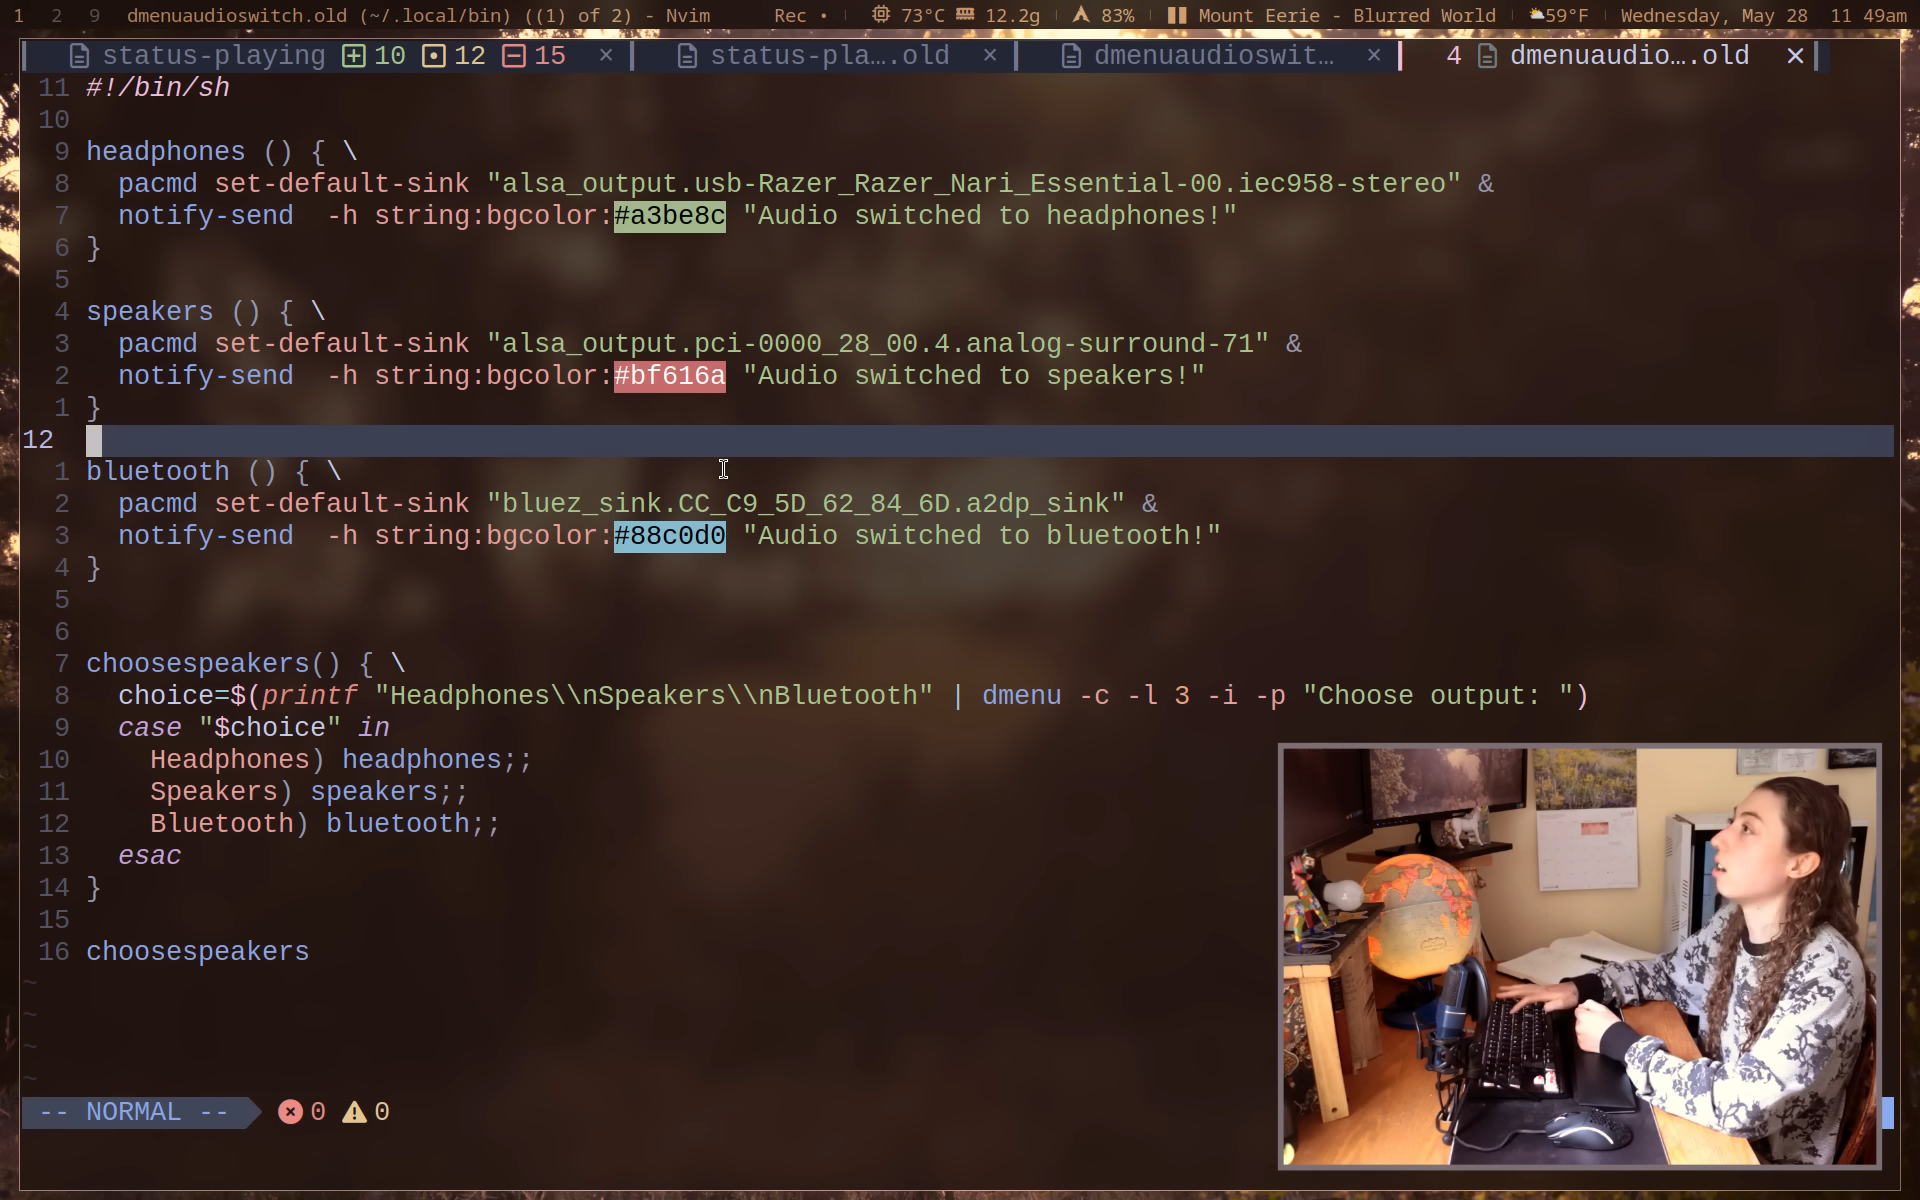 1 2 9 dmenuaudioswitch.old (~/.local/bin) ((1) of 2) - Nvim Rec • 73°C 12.2g 83% Mount Eerie - Blurred World 59°F Wednesday, May 28 11 49am
status-playing 10 12 15 × status-pla….old × dmenuaudioswit… × 4 dmenuaudio….old ×
11 #!/bin/sh
10
9 headphones () { \
8 pacmd set-default-sink "alsa_output.usb-Razer_Razer_Nari_Essential-00.iec958-stereo" &
7 notify-send  -h string:bgcolor:#a3be8c "Audio switched to headphones!"
6 }
5
4 speakers () { \
3 pacmd set-default-sink "alsa_output.pci-0000_28_00.4.analog-surround-71" &
2 notify-send  -h string:bgcolor:#bf616a "Audio switched to speakers!"
1 }
12
1 bluetooth () { \
2 pacmd set-default-sink "bluez_sink.CC_C9_5D_62_84_6D.a2dp_sink" &
3 notify-send  -h string:bgcolor:#88c0d0 "Audio switched to bluetooth!"
4 }
5
6
7 choosespeakers() { \
8 choice=$(printf "Headphones\\nSpeakers\\nBluetooth" | dmenu -c -l 3 -i -p "Choose output: ")
9 case "$choice" in
10 Headphones) headphones;;
11 Speakers) speakers;;
12 Bluetooth) bluetooth;;
13 esac
14 }
15
16 choosespeakers
~
~
~
~
-- NORMAL -- 0 0